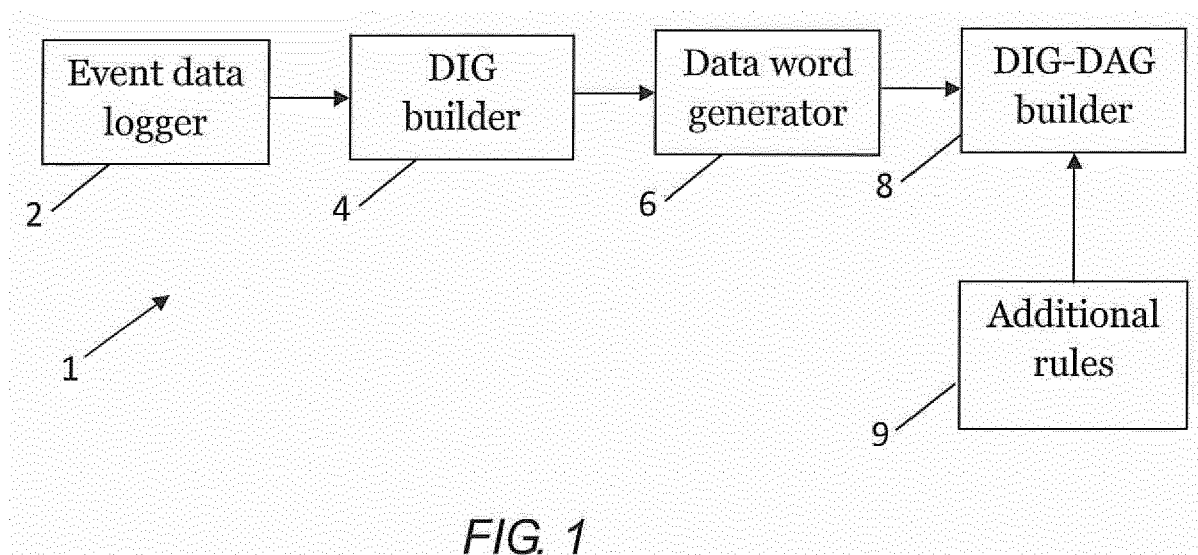 Event data
logger
DIG
builder
Data word
generator
DIG-DAG
builder
2
4
6
8
Additional
rules
1
9
FIG. 1